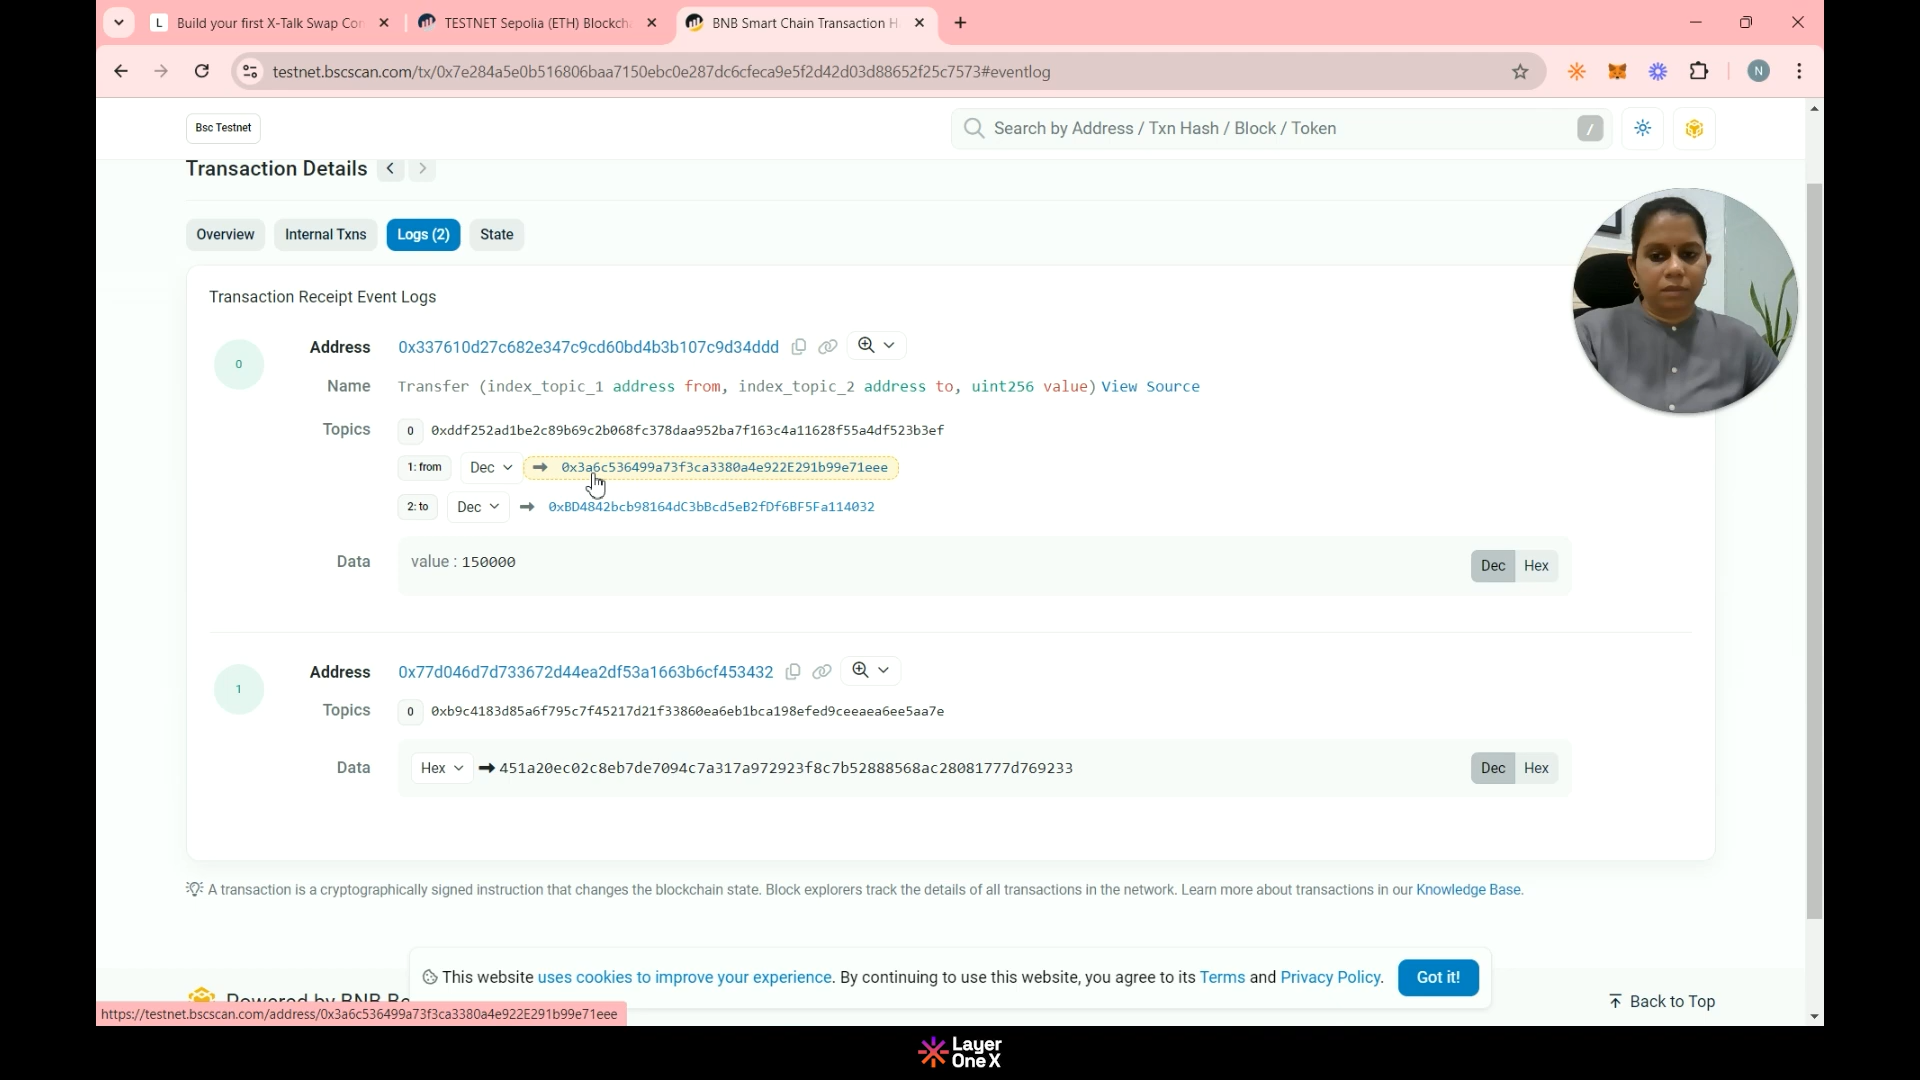 L Build your first X-Talk Swap Con
TESTNET Sepolia (ETH) Blockcha
BNB Smart Chain Transaction H
testnet.bscscan.com/tx/0x7e284a5e0b516806baa7150ebc0e287dc6cfeca9e5f2d42d03d88652f25c7573#eventlog
N
Bsc Testnet
Search by Address / Txn Hash / Block / Token
/
Transaction Details
Overview
Internal Txns
Logs (2)
State
Transaction Receipt Event Logs
0
Address 0x337610d27c682e347c9cd60bd4b3b107c9d34ddd
Name Transfer (index_topic_1 address from, index_topic_2 address to, uint256 value) View Source
Topics 0 0xddf252ad1be2c89b69c2b068fc378daa952ba7f163c4a11628f55a4df523b3ef
1: from Dec 0x3a6c536499a73f3ca3380a4e922E291b99e71eee
2: to Dec 0xBD4842bcb98164dC3bBcd5eB2fDf6BF5Fa114032
Data value : 150000 Dec Hex
1
Address 0x77d046d7d733672d44ea2df53a1663b6cf453432
Topics 0 0xb9c4183d85a6f795c7f45217d21f33860ea6eb1bca198efed9ceeaea6ee5aa7e
Data Hex 451a20ec02c8eb7de7094c7a317a972923f8c7b52888568ac28081777d769233 Dec Hex
A transaction is a cryptographically signed instruction that changes the blockchain state. Block explorers track the details of all transactions in the network. Learn more about transactions in our Knowledge Base.
This website uses cookies to improve your experience. By continuing to use this website, you agree to its Terms and Privacy Policy. Got it!
Powered by BNB
Back to Top
https://testnet.bscscan.com/address/0x3a6c536499a73f3ca3380a4e922E291b99e71eee
Layer
One X